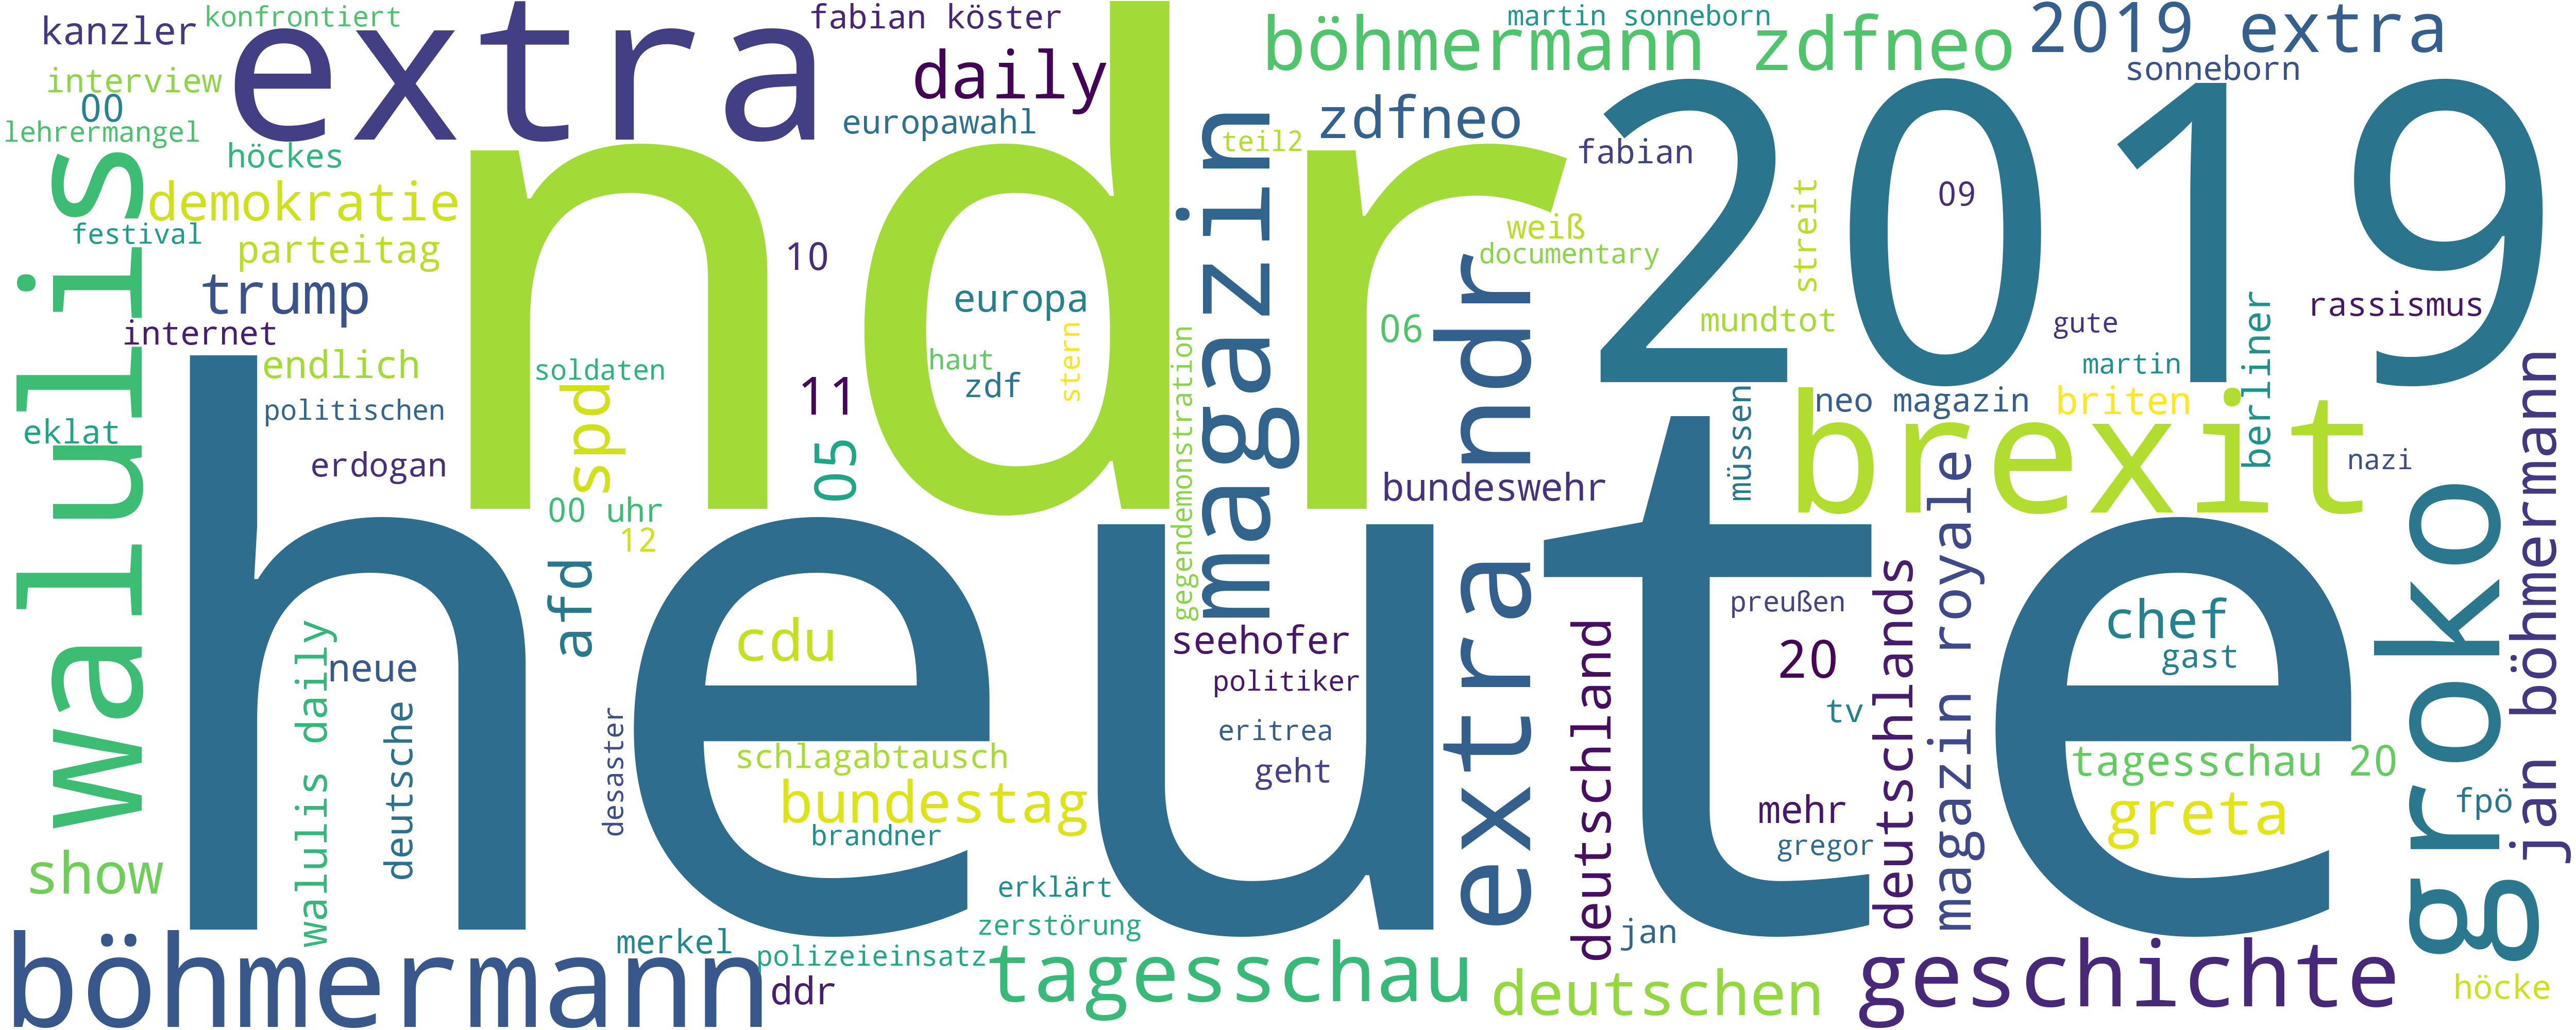 kanzler
konfrontiert
extra
fabian köster
martin sonneborn
böhmermann zdfneo
2019 extra
interview
00
daily
sonneborn
lehrermangel
europawahl
magazin
teil2
zdfneo
fabian
2019
walulis
höckes
ndr
demokratie
09
streit
festival
parteitag
10
weiß
documentary
trump
europa
internet
stern
06
ndr
mundtot
gute
berliner
rassismus
endlich
soldaten
haut
zdf
martin
politischen
spd
11
gegendemonstration
müssen
neo magazin
briten
brexit
jan böhmermann
eklat
erdogan
05
bundeswehr
nazi
heute
00 uhr
12
magazin royale
groko
afd
extra
preußen
chef
walulis daily
neue
cdu
seehofer
deutschland
20
deutschlands
gast
politiker
deutsche
desaster
eritrea
tv
schlagabtausch
geht
tagesschau 20
bundestag
mehr
greta
fpö
brandner
gregor
show
erklärt
zerstörung
böhmermann
merkel
jan
polizeieinsatz
ddr
tagesschau
deutschen
geschichte
höcke